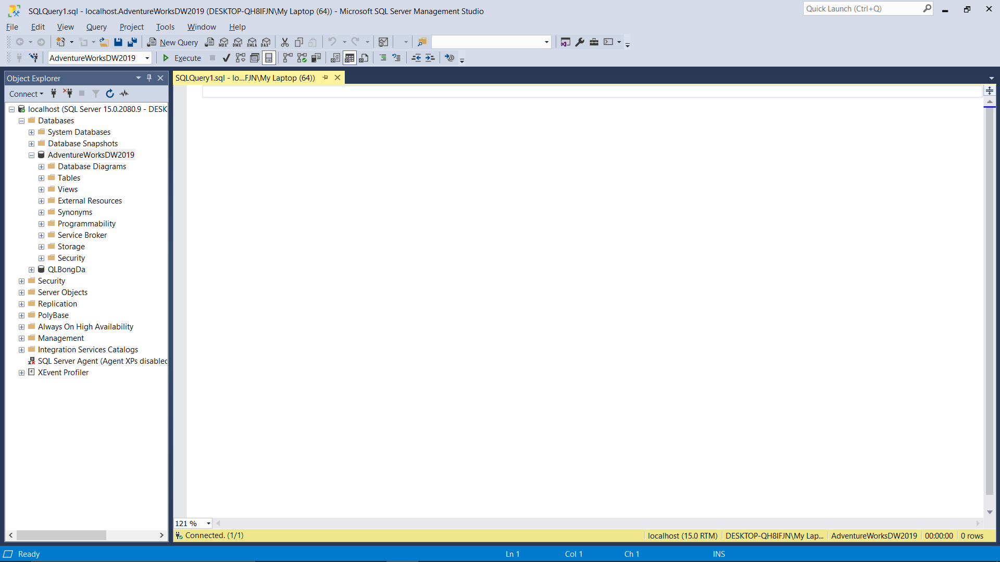 SQLQuery1.sql - localhost.AdventureWorksDW2019 (DESKTOP-QH8IFJN\My Laptop (64)) - Microsoft SQL Server Management Studio
Quick Launch (Ctrl+Q)
File Edit View Query Project Tools Window Help
New Query MDX DMX XMLA DAX
AdventureWorksDW2019 Execute
Object Explorer
SQLQuery1.sql - lo...FJN\My Laptop (64))
Connect
localhost (SQL Server 15.0.2080.9 - DESK
Databases
System Databases
Database Snapshots
AdventureWorksDW2019
Database Diagrams
Tables
Views
External Resources
Synonyms
Programmability
Service Broker
Storage
Security
QLBongDa
Security
Server Objects
Replication
PolyBase
Always On High Availability
Management
Integration Services Catalogs
SQL Server Agent (Agent XPs disabled
XEvent Profiler
121 %
Connected. (1/1)
localhost (15.0 RTM) DESKTOP-QH8IFJN\My Lap... AdventureWorksDW2019 00:00:00 0 rows
Ready
Ln 1 Col 1 Ch 1 INS